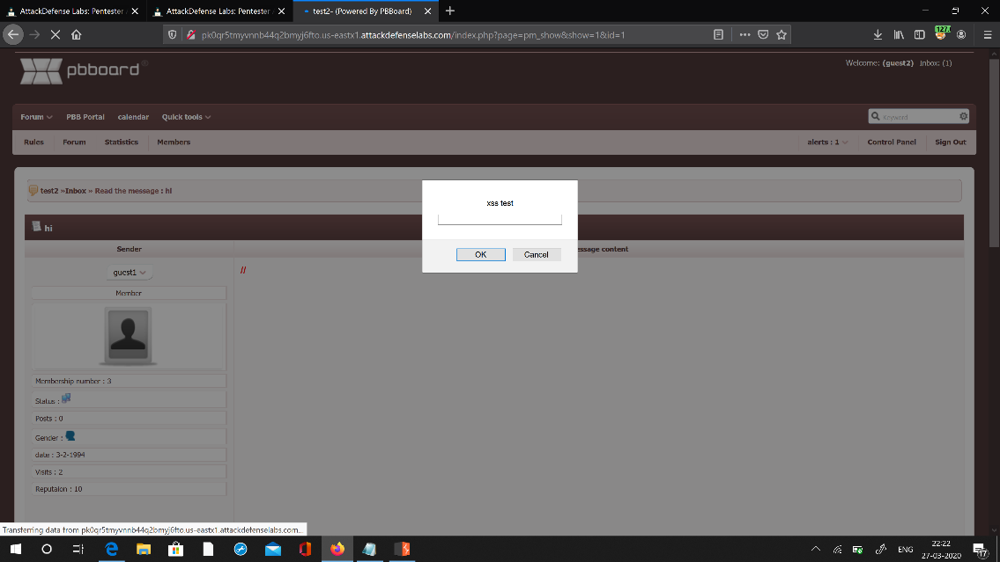 AttackDefense Labs: Pentester
AttackDefense Labs: Pentester
test2- (Powered By PBBoard)
pk0qr5tmyvnnb44q2bmyj6fto.us-eastx1.attackdefenselabs.com/index.php?page=pm_show&show=1&id=1
127
pbboard
Welcome: (guest2) Inbox: (1)
Forum PBB Portal calendar Quick tools
Keyword
Rules Forum Statistics Members
alerts : 1 Control Panel Sign Out
test2 »Inbox » Read the message : hi
xss test
OK Cancel
hi
Sender
essage content
guest1
//
Member
Membership number : 3
Status :
Posts : 0
Gender :
date : 3-2-1994
Visits : 2
Reputaion : 10
Transferring data from pk0qr5tmyvnnb44q2bmyj6fto.us-eastx1.attackdefenselabs.com...
ENG
22:22
27-03-2020
17